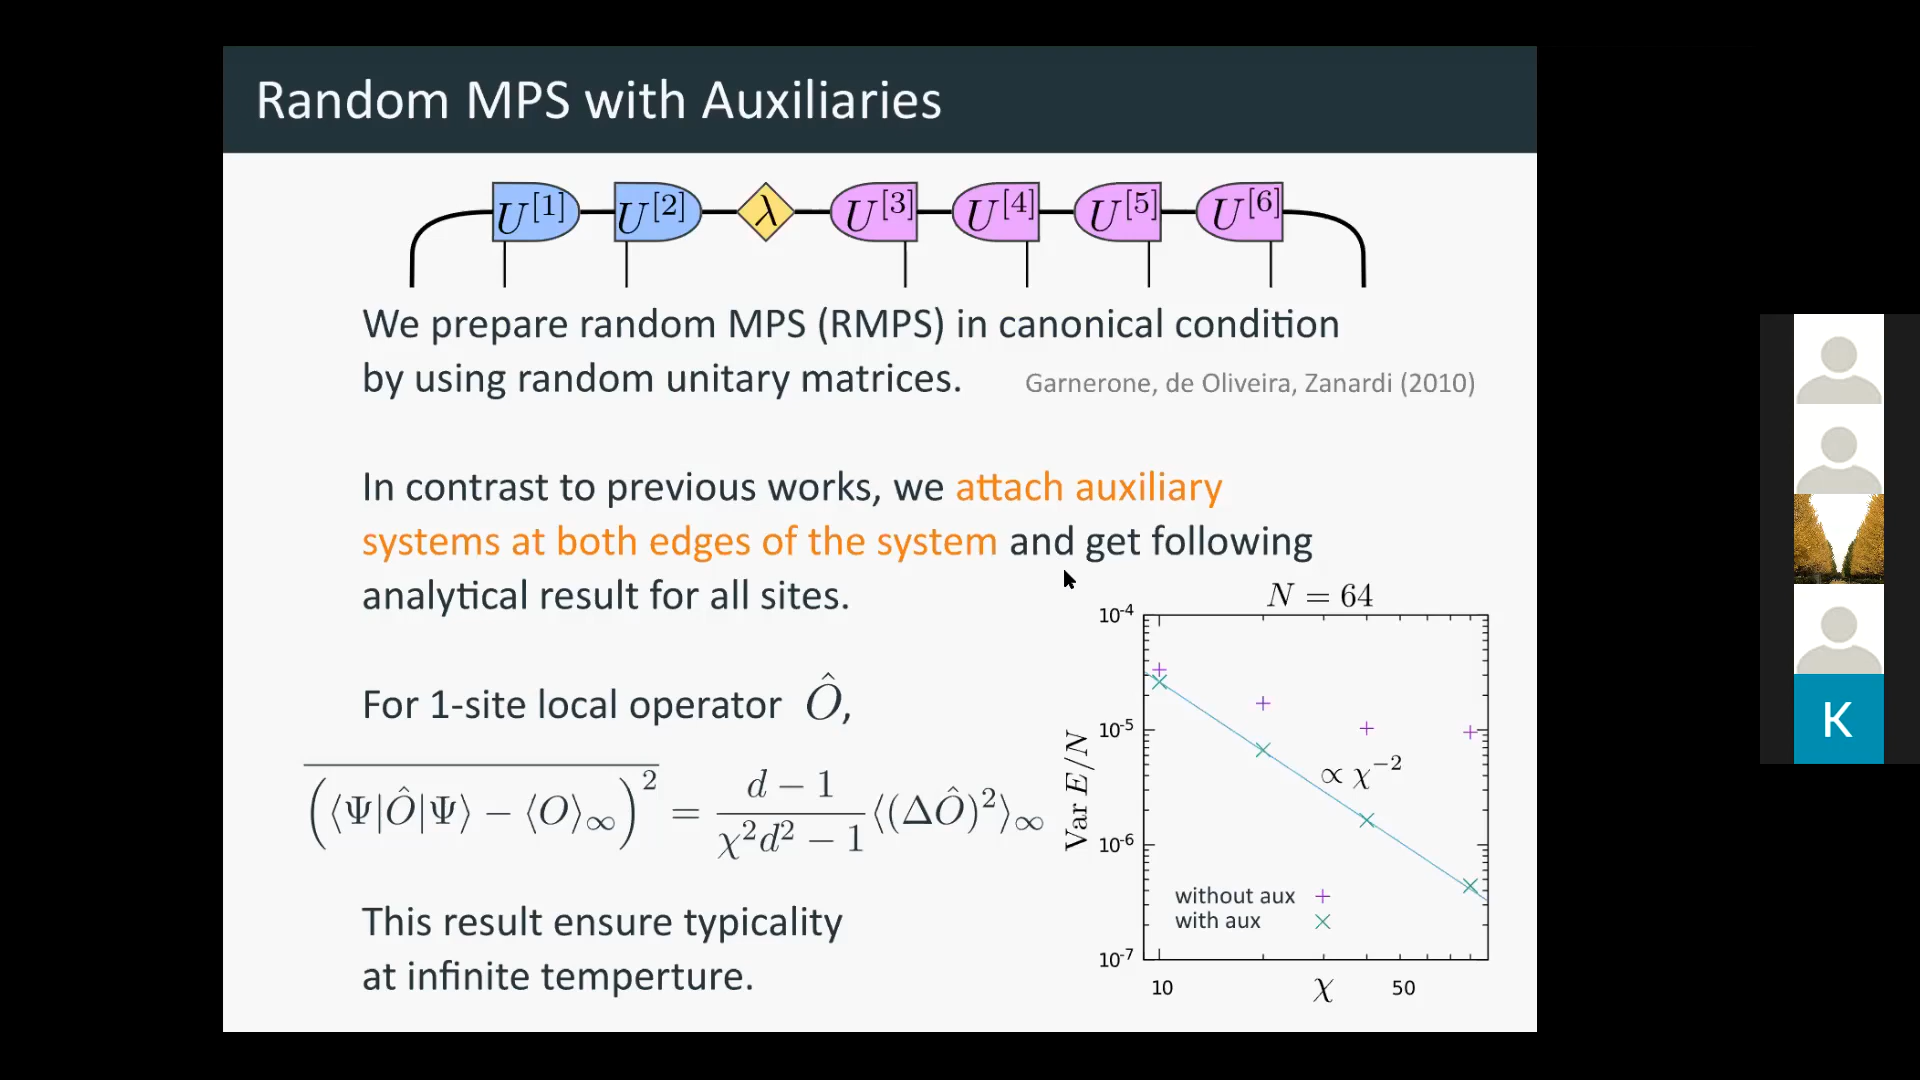 Random MPS with Auxiliaries
U^[1] U^[2] λ U^[3] U^[4] U^[5] U^[6]
We prepare random MPS (RMPS) in canonical condition
by using random unitary matrices. Garnerone, de Oliveira, Zanardi (2010)
In contrast to previous works, we attach auxiliary
systems at both edges of the system and get following
analytical result for all sites.
For 1-site local operator Ô,
\overline{(⟨Ψ|Ô|Ψ⟩ − ⟨O⟩_∞)^2} = \frac{d − 1}{χ^2 d^2 − 1} ⟨(ΔÔ)^2⟩_∞
This result ensure typicality
at infinite temperture.
N = 64
10^-4
10^-5
10^-6
10^-7
Var E/N
∝ χ^−2
without aux +
with aux ×
10 χ 50
K